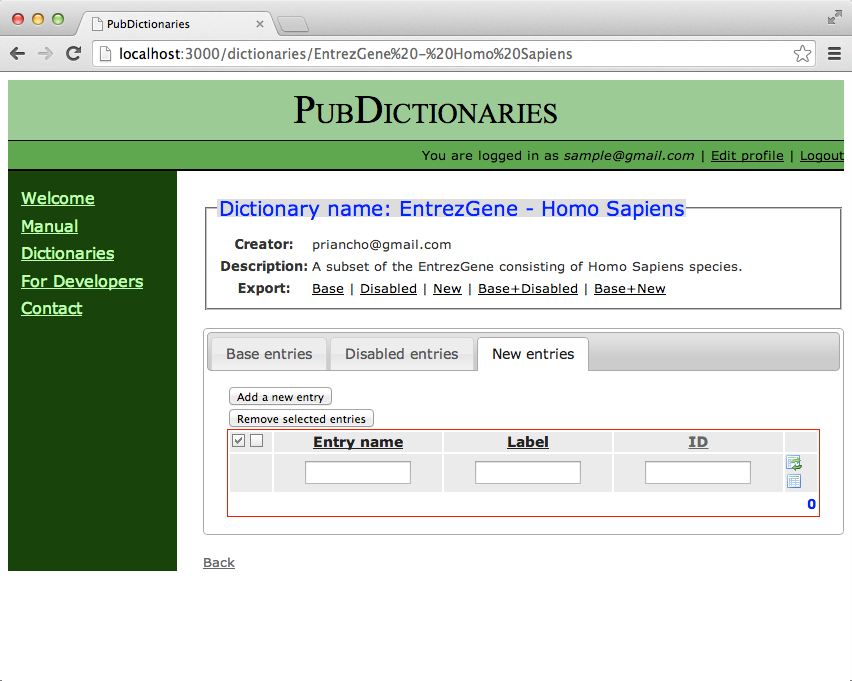 PubDictionaries
localhost:3000/dictionaries/EntrezGene%20-%20Homo%20Sapiens
PubDictionaries
You are logged in as sample@gmail.com | Edit profile | Logout
Welcome
Manual
Dictionaries
For Developers
Contact
Dictionary name: EntrezGene - Homo Sapiens
Creator: priancho@gmail.com
Description: A subset of the EntrezGene consisting of Homo Sapiens species.
Export: Base | Disabled | New | Base+Disabled | Base+New
Base entries Disabled entries New entries
Add a new entry
Remove selected entries
Entry name Label ID
0
Back